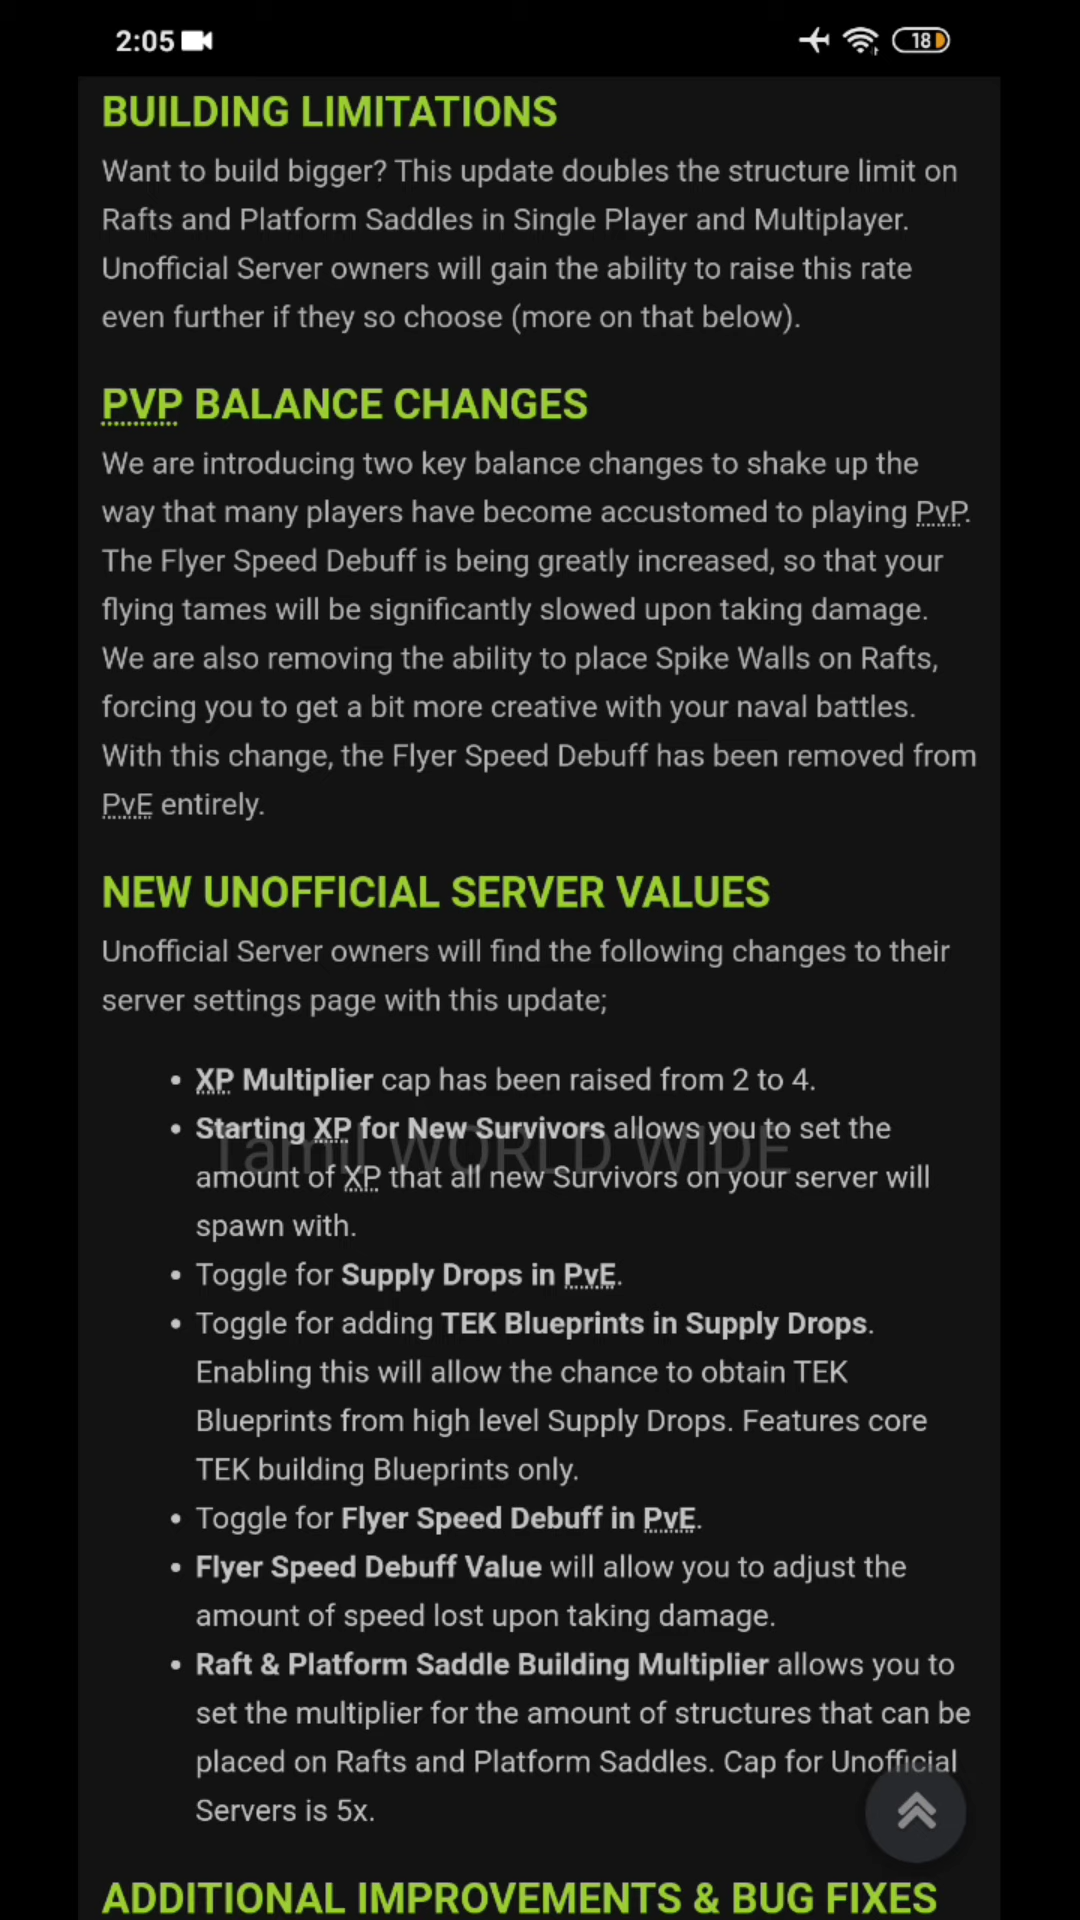 2:05
18
BUILDING LIMITATIONS
Want to build bigger? This update doubles the structure limit on
Rafts and Platform Saddles in Single Player and Multiplayer.
Unofficial Server owners will gain the ability to raise this rate
even further if they so choose (more on that below).
PVP BALANCE CHANGES
We are introducing two key balance changes to shake up the
way that many players have become accustomed to playing PvP.
The Flyer Speed Debuff is being greatly increased, so that your
flying tames will be significantly slowed upon taking damage.
We are also removing the ability to place Spike Walls on Rafts,
forcing you to get a bit more creative with your naval battles.
With this change, the Flyer Speed Debuff has been removed from
PvE entirely.
NEW UNOFFICIAL SERVER VALUES
Unofficial Server owners will find the following changes to their
server settings page with this update;
• XP Multiplier cap has been raised from 2 to 4.
• Starting XP for New Survivors allows you to set the
Tamil WORLD WIDE
amount of XP that all new Survivors on your server will
spawn with.
• Toggle for Supply Drops in PvE.
• Toggle for adding TEK Blueprints in Supply Drops.
Enabling this will allow the chance to obtain TEK
Blueprints from high level Supply Drops. Features core
TEK building Blueprints only.
• Toggle for Flyer Speed Debuff in PvE.
• Flyer Speed Debuff Value will allow you to adjust the
amount of speed lost upon taking damage.
• Raft & Platform Saddle Building Multiplier allows you to
set the multiplier for the amount of structures that can be
placed on Rafts and Platform Saddles. Cap for Unofficial
Servers is 5x.
ADDITIONAL IMPROVEMENTS & BUG FIXES